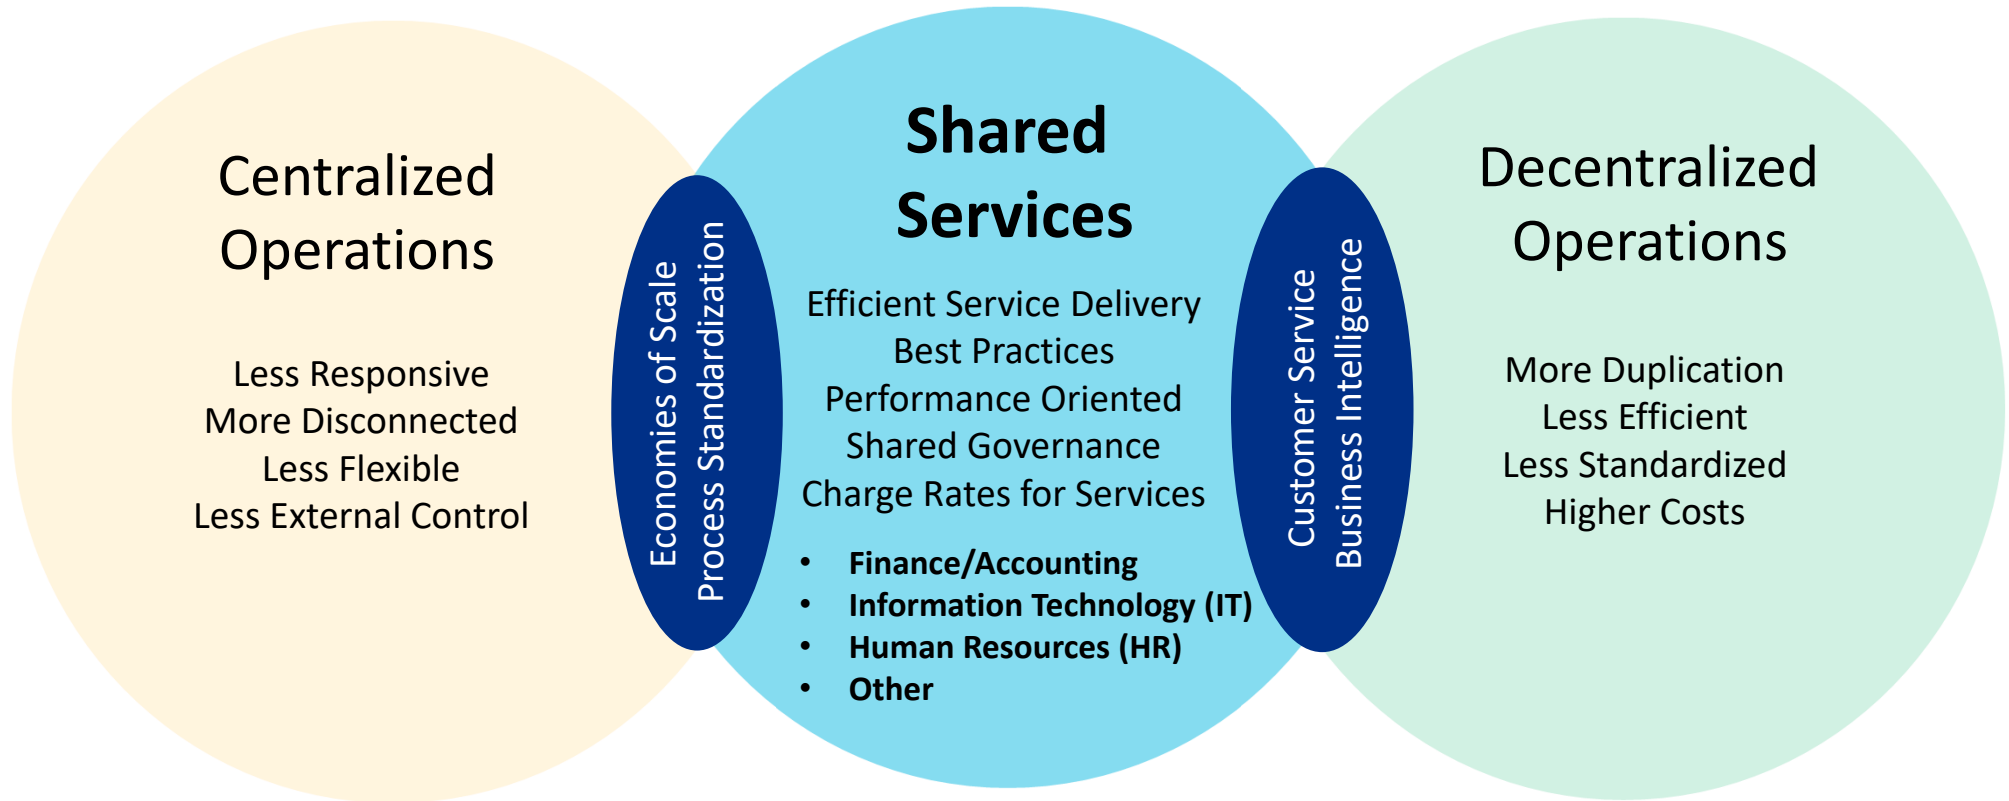 Centralized
Operations
Less Responsive
More Disconnected
Less Flexible
Less External Control
Economies of Scale
Process Standardization
Shared
Services
Efficient Service Delivery
Best Practices
Performance Oriented
Shared Governance
Charge Rates for Services
• Finance/Accounting
• Information Technology (IT)
• Human Resources (HR)
• Other
Customer Service
Business Intelligence
Decentralized
Operations
More Duplication
Less Efficient
Less Standardized
Higher Costs